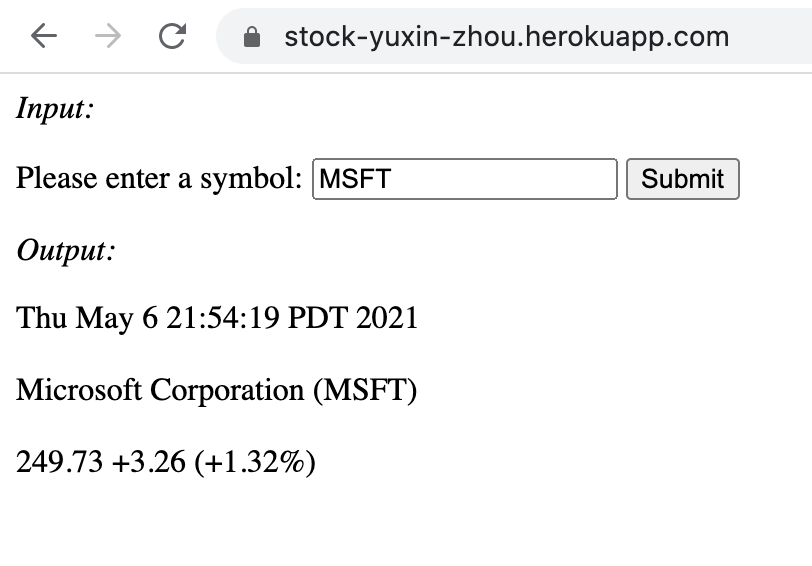 stock-yuxin-zhou.herokuapp.com
Input:
Please enter a symbol: MSFT Submit
Output:
Thu May 6 21:54:19 PDT 2021
Microsoft Corporation (MSFT)
249.73 +3.26 (+1.32%)